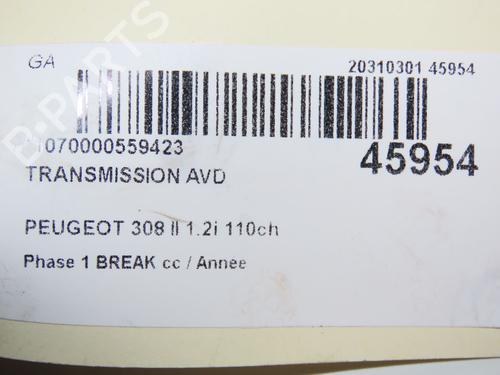 GA
20310301 45954
1070000559423
45954
TRANSMISSION AVD
PEUGEOT 308 II 1.2i 110ch
Phase 1 BREAK cc / Annee
B-PARTS